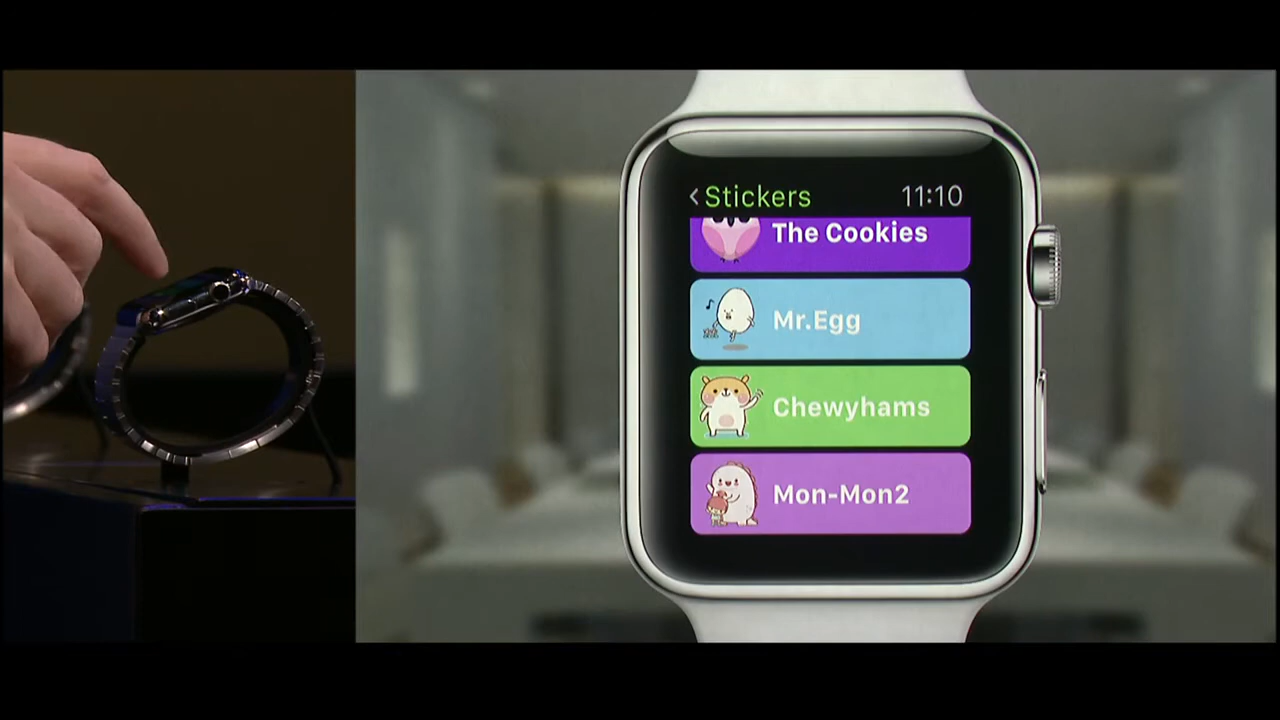 < Stickers 11:10
The Cookies
Mr.Egg
Chewyhams
Mon-Mon2